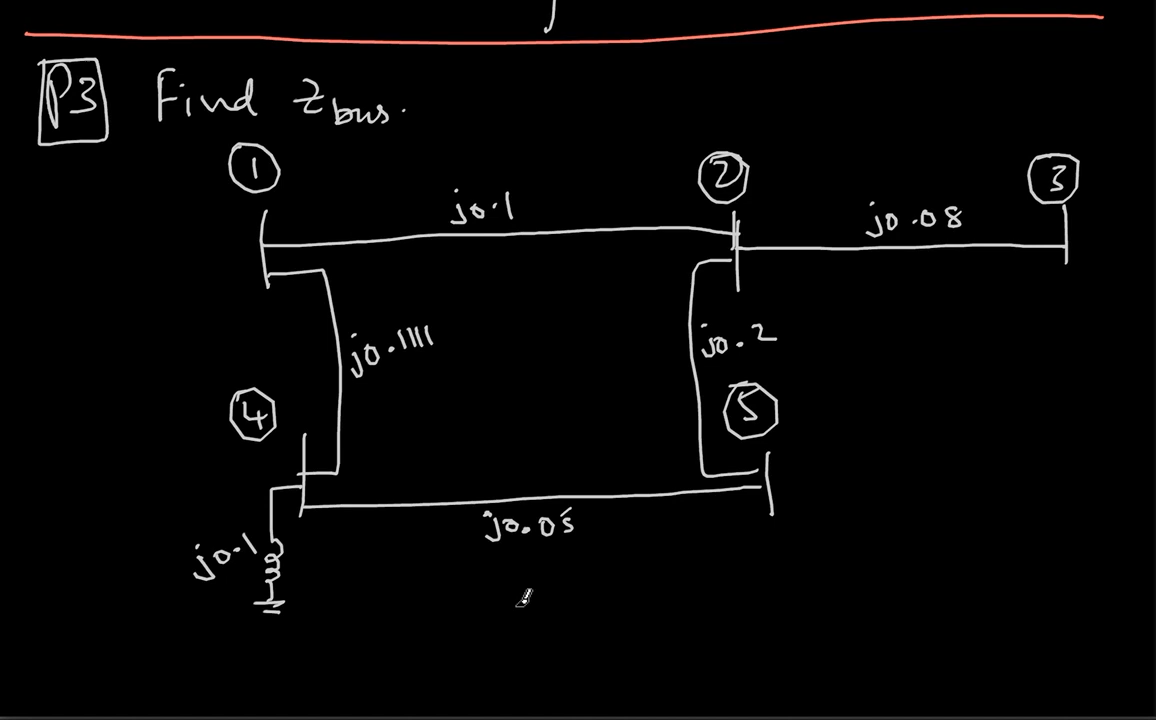 P3 Find Zbus.
1 2 3
j0.1 j0.08
j0.1111 j0.2
4 5
j0.05
j0.1